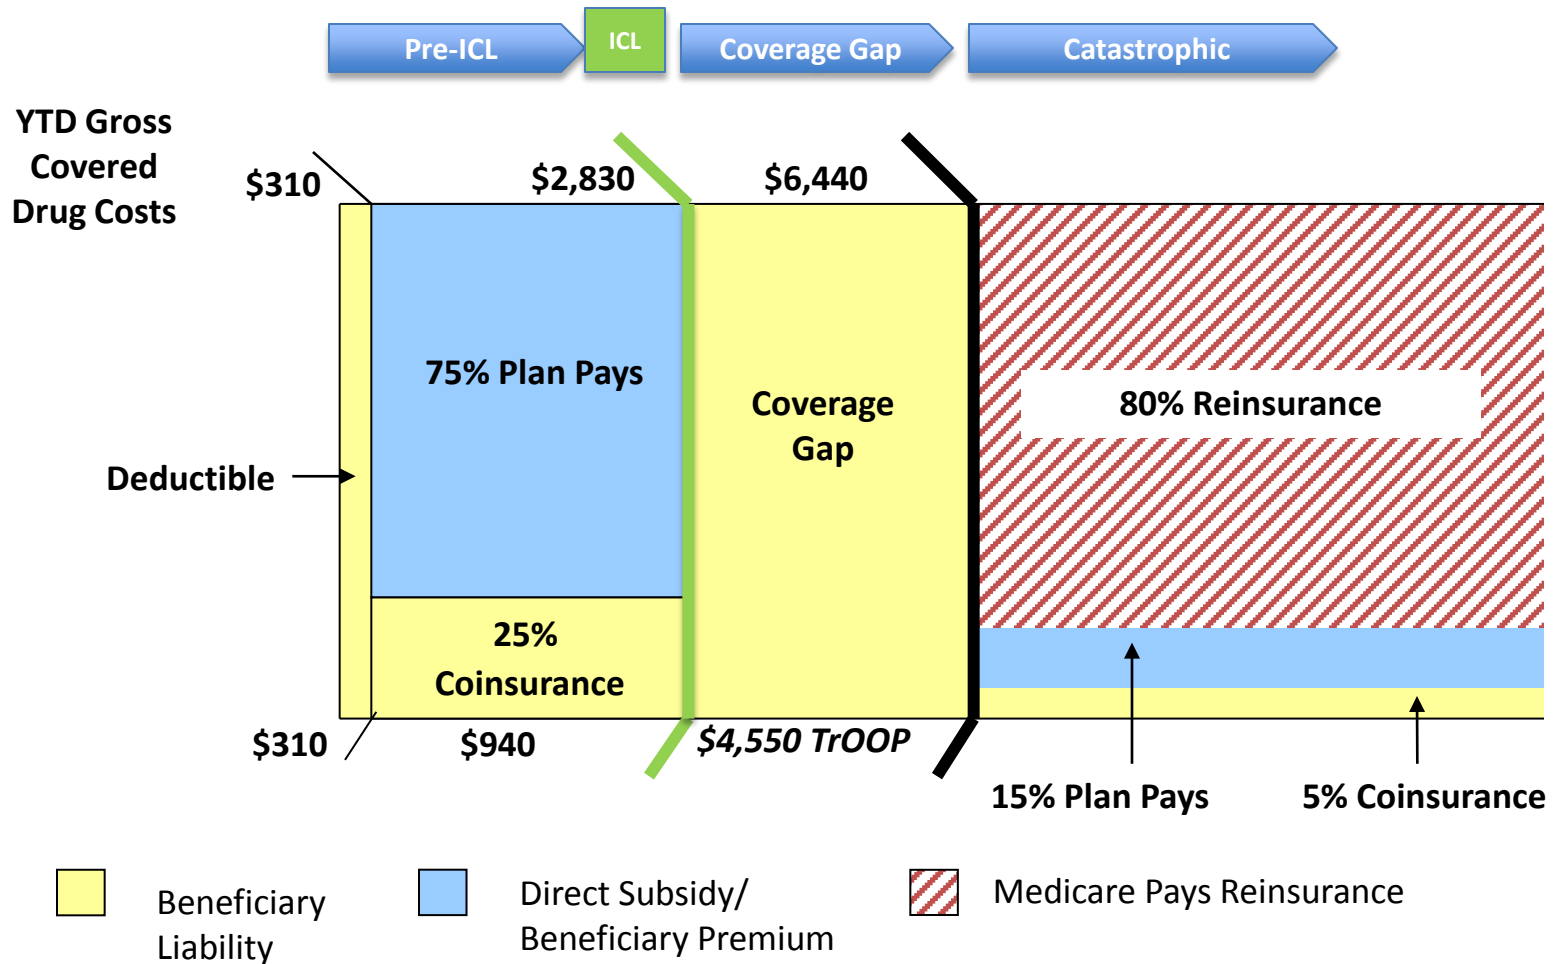 Pre-ICL
ICL
Coverage Gap
Catastrophic
YTD Gross
Covered
Drug Costs
$310
$2,830
$6,440
75% Plan Pays
Coverage
Gap
80% Reinsurance
Deductible
25%
Coinsurance
$310
$940
$4,550 TrOOP
15% Plan Pays
5% Coinsurance
Beneficiary
Liability
Direct Subsidy/
Beneficiary Premium
Medicare Pays Reinsurance